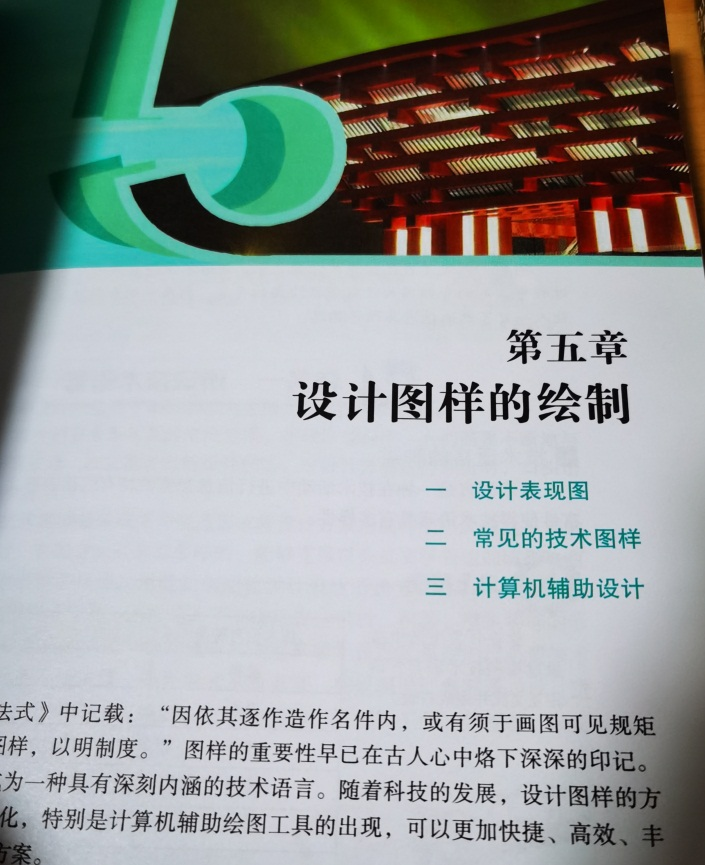 5
第五章
设计图样的绘制
一 设计表现图
二 常见的技术图样
三 计算机辅助设计
法式》中记载：“因依其逐作造作名件内，或有须于画图可见规矩
图样，以明制度。”图样的重要性早已在古人心中烙下深深的印记。
为一种具有深刻内涵的技术语言。随着科技的发展，设计图样的方
化，特别是计算机辅助绘图工具的出现，可以更加快捷、高效、丰
方案。